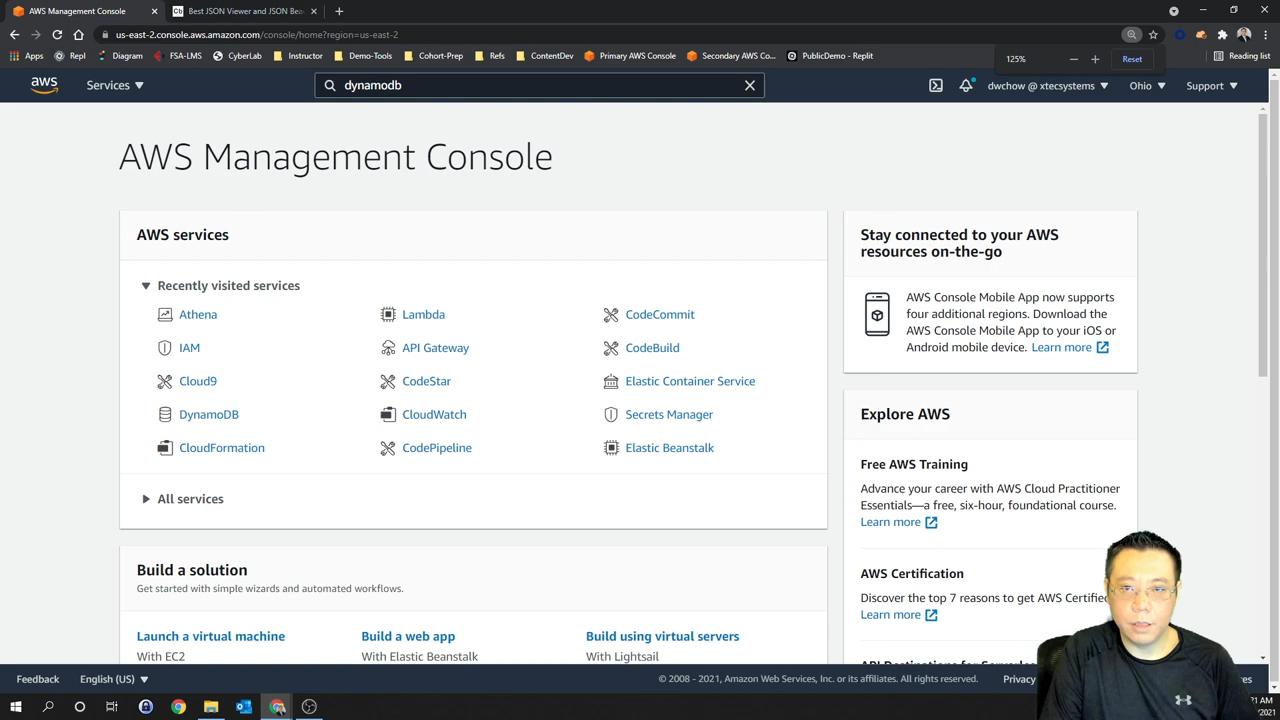 AWS Management Console
Best JSON Viewer and JSON Bea
us-east-2.console.aws.amazon.com/console/home?region=us-east-2
Apps
Repl
Diagram
FSA-LMS
CyberLab
Instructor
Demo-Tools
Cohort-Prep
Refs
ContentDev
Primary AWS Console
Secondary AWS Co...
PublicDemo - Replit
Reading list
125%
Reset
aws
Services
dynamodb
dwchow @ xtecsystems
Ohio
Support
AWS Management Console
AWS services
Recently visited services
Athena
Lambda
CodeCommit
IAM
API Gateway
CodeBuild
Cloud9
CodeStar
Elastic Container Service
DynamoDB
CloudWatch
Secrets Manager
CloudFormation
CodePipeline
Elastic Beanstalk
All services
Build a solution
Get started with simple wizards and automated workflows.
Launch a virtual machine
With EC2
Build a web app
With Elastic Beanstalk
Build using virtual servers
With Lightsail
Stay connected to your AWS
resources on-the-go
AWS Console Mobile App now supports
four additional regions. Download the
AWS Console Mobile App to your iOS or
Android mobile device. Learn more
Explore AWS
Free AWS Training
Advance your career with AWS Cloud Practitioner
Essentials—a free, six-hour, foundational course.
Learn more
AWS Certification
Discover the top 7 reasons to get AWS Certifie
Learn more
Feedback
English (US)
© 2008 - 2021, Amazon Web Services, Inc. or its affiliates. All rights reserved.
Privacy